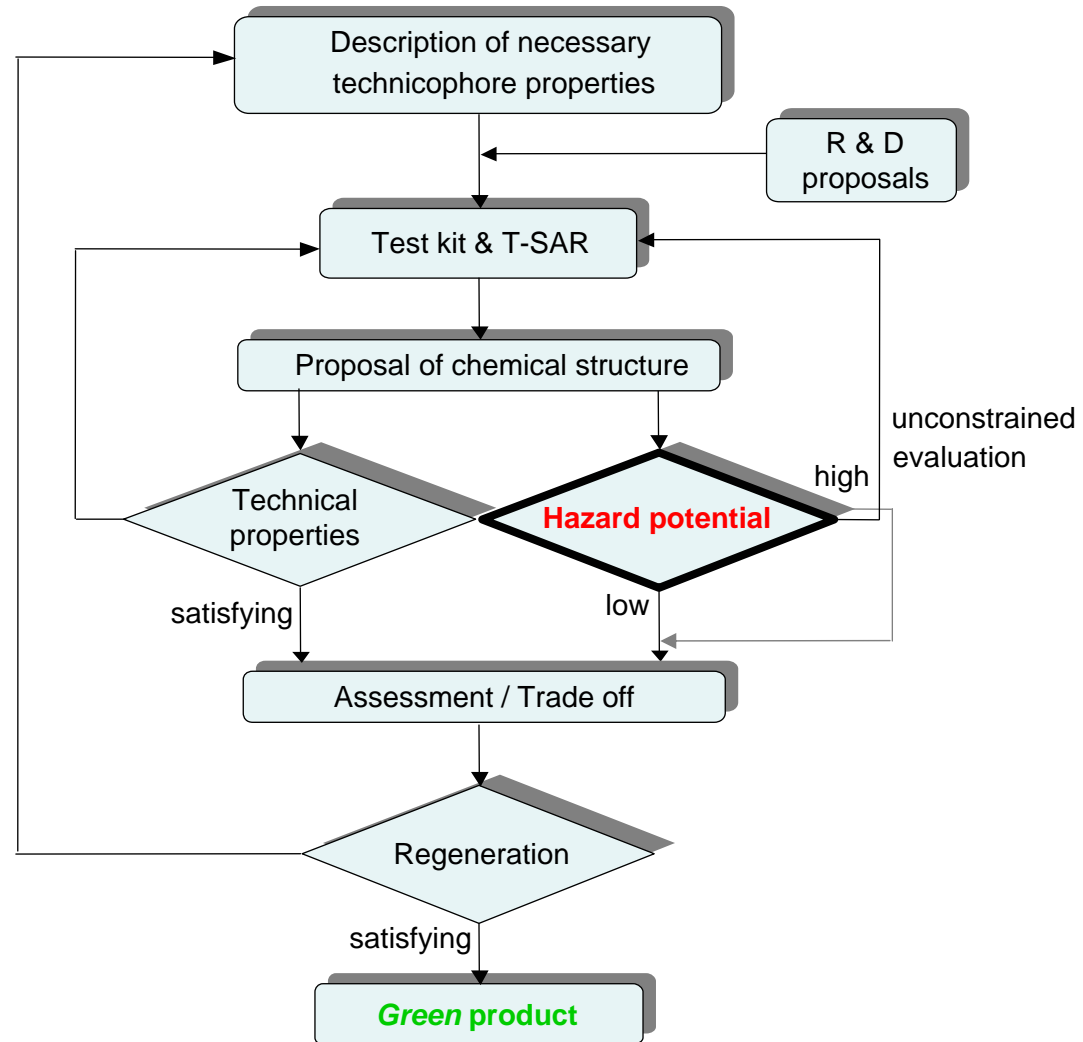 Description of necessary
technicophore properties
R & D
proposals
Test kit & T-SAR
Proposal of chemical structure
unconstrained
evaluation
high
Technical
properties
Hazard potential
satisfying
low
Assessment / Trade off
Regeneration
satisfying
Green product